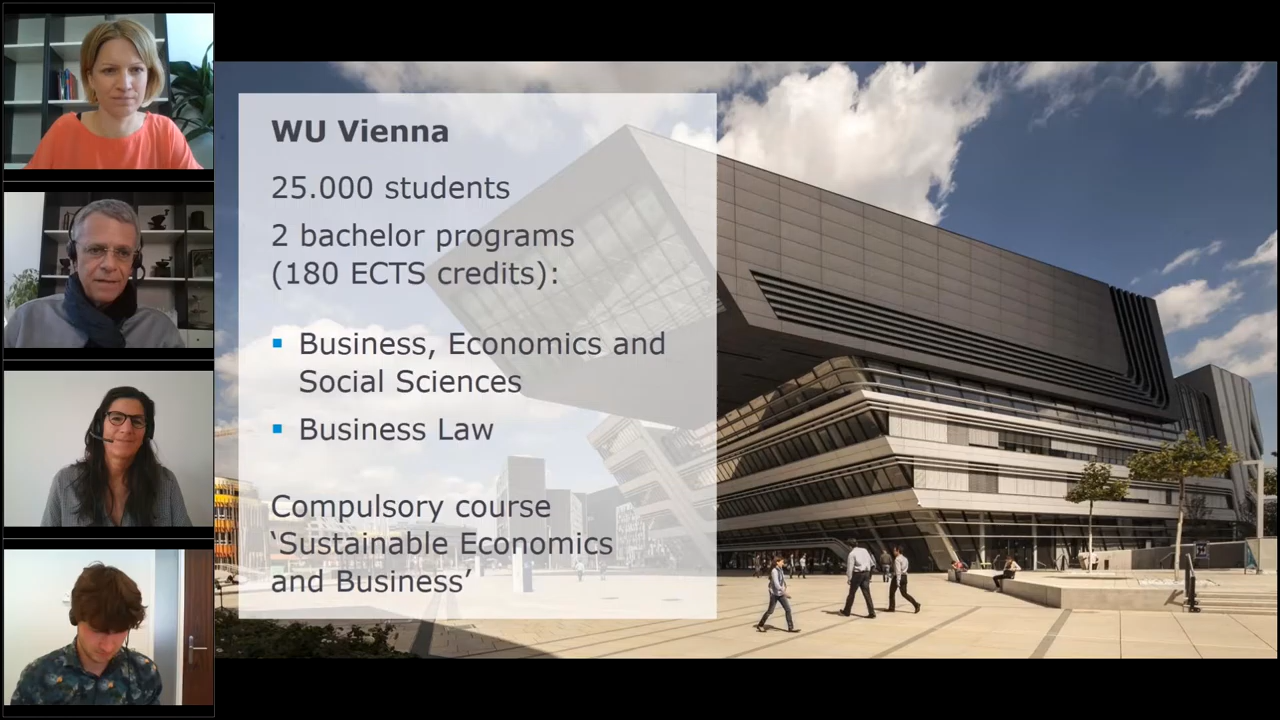 WU Vienna
25.000 students
2 bachelor programs
(180 ECTS credits):
▪ Business, Economics and
Social Sciences
▪ Business Law
Compulsory course
‘Sustainable Economics
and Business’